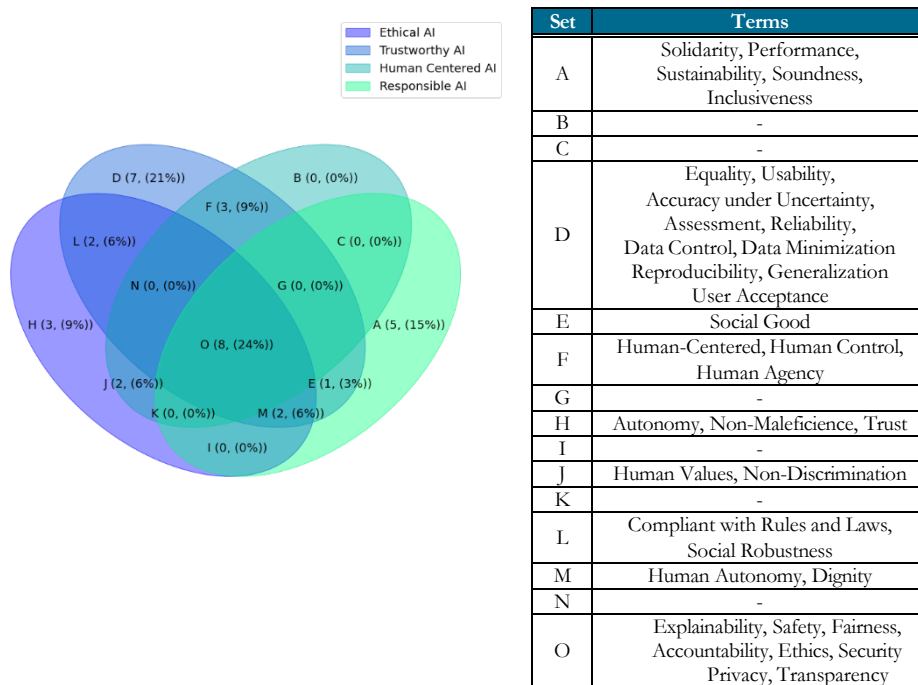 Ethical AI
Trustworthy AI
Human Centered AI
Responsible AI
D (7, (21%))
B (0, (0%))
F (3, (9%))
L (2, (6%))
C (0, (0%))
N (0, (0%))
G (0, (0%))
H (3, (9%))
A (5, (15%))
O (8, (24%))
J (2, (6%))
E (1, (3%))
K (0, (0%))
M (2, (6%))
I (0, (0%))
Set Terms
A
Solidarity, Performance,
Sustainability, Soundness,
Inclusiveness
B -
C -
D
Equality, Usability,
Accuracy under Uncertainty,
Assessment, Reliability,
Data Control, Data Minimization
Reproducibility, Generalization
User Acceptance
E Social Good
F
Human-Centered, Human Control,
Human Agency
G -
H Autonomy, Non-Maleficience, Trust
I -
J Human Values, Non-Discrimination
K -
L
Compliant with Rules and Laws,
Social Robustness
M Human Autonomy, Dignity
N -
O
Explainability, Safety, Fairness,
Accountability, Ethics, Security
Privacy, Transparency